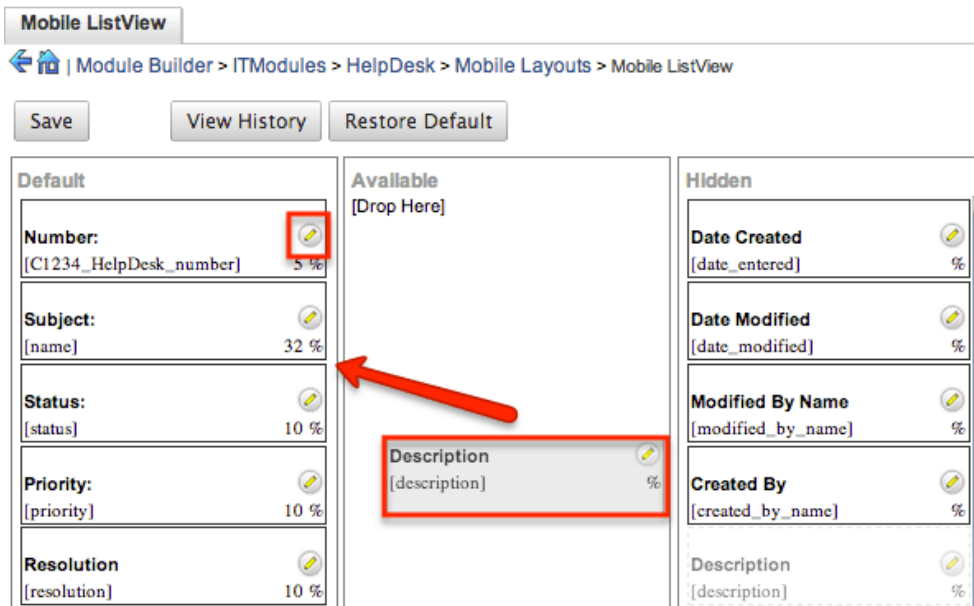 Mobile ListView
| Module Builder > ITModules > HelpDesk > Mobile Layouts > Mobile ListView
Save View History Restore Default
Default
Number:
[C1234_HelpDesk_number] 5 %
Subject:
[name] 32 %
Status:
[status] 10 %
Priority:
[priority] 10 %
Resolution
[resolution] 10 %
Available
[Drop Here]
Description
[description] %
Hidden
Date Created
[date_entered] %
Date Modified
[date_modified] %
Modified By Name
[modified_by_name] %
Created By
[created_by_name] %
Description
[description] %